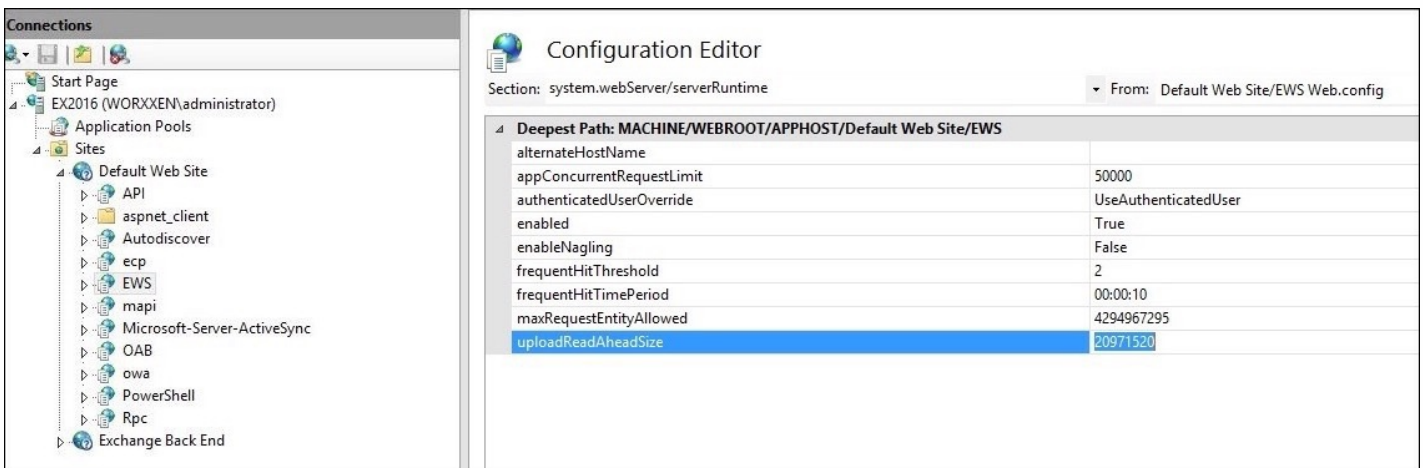 Connections
Start Page
EX2016 (WORXXEN\administrator)
Application Pools
Sites
Default Web Site
API
aspnet_client
Autodiscover
ecp
EWS
mapi
Microsoft-Server-ActiveSync
OAB
owa
PowerShell
Rpc
Exchange Back End
Configuration Editor
Section: system.webServer/serverRuntime From: Default Web Site/EWS Web.config
Deepest Path: MACHINE/WEBROOT/APPHOST/Default Web Site/EWS
alternateHostName
appConcurrentRequestLimit 50000
authenticatedUserOverride UseAuthenticatedUser
enabled True
enableNagling False
frequentHitThreshold 2
frequentHitTimePeriod 00:00:10
maxRequestEntityAllowed 4294967295
uploadReadAheadSize 20971520